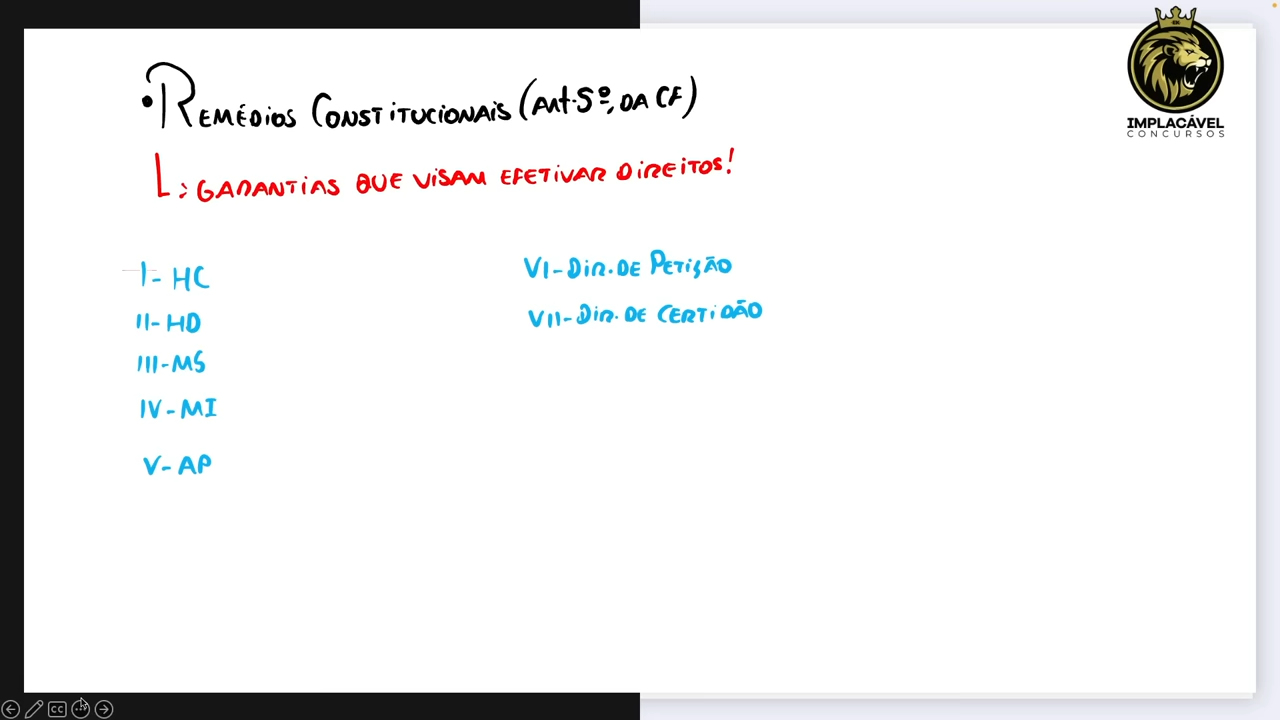 • Remédios Constitucionais (Art. 5º, da CF)
L: Garantias que visam efetivar direitos!
I - HC
II - HD
III - MS
IV - MI
V - AP
VI - Dir. de Petição
VII - Dir. de Certidão
IMPLACÁVEL
CONCURSOS
CC